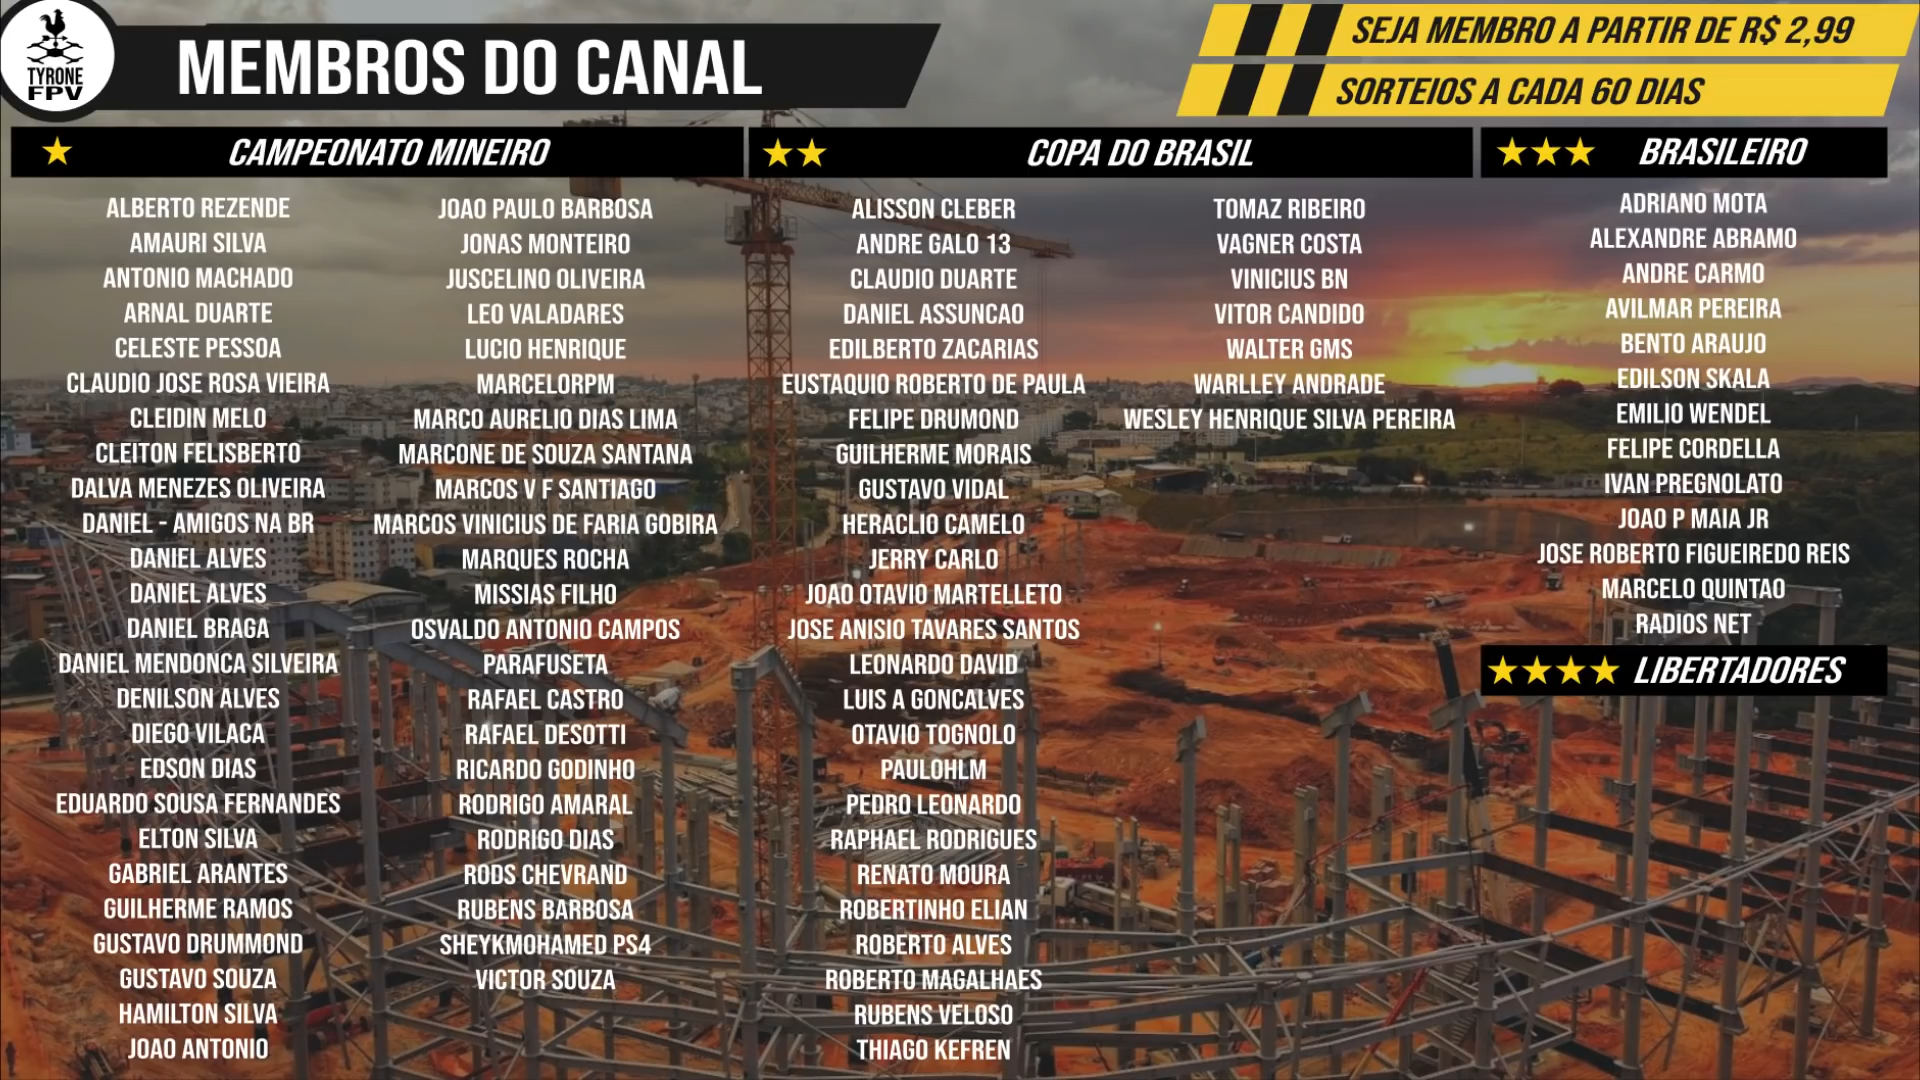 TYRONE
FPV
MEMBROS DO CANAL
SEJA MEMBRO A PARTIR DE R$ 2,99
SORTEIOS A CADA 60 DIAS
CAMPEONATO MINEIRO
ALBERTO REZENDE
AMAURI SILVA
ANTONIO MACHADO
ARNAL DUARTE
CELESTE PESSOA
CLAUDIO JOSE ROSA VIEIRA
CLEIDIN MELO
CLEITON FELISBERTO
DALVA MENEZES OLIVEIRA
DANIEL - AMIGOS NA BR
DANIEL ALVES
DANIEL ALVES
DANIEL BRAGA
DANIEL MENDONCA SILVEIRA
DENILSON ALVES
DIEGO VILACA
EDSON DIAS
EDUARDO SOUSA FERNANDES
ELTON SILVA
GABRIEL ARANTES
GUILHERME RAMOS
GUSTAVO DRUMMOND
GUSTAVO SOUZA
HAMILTON SILVA
JOAO ANTONIO
JOAO PAULO BARBOSA
JONAS MONTEIRO
JUSCELINO OLIVEIRA
LEO VALADARES
LUCIO HENRIQUE
MARCELORPM
MARCO AURELIO DIAS LIMA
MARCONE DE SOUZA SANTANA
MARCOS V F SANTIAGO
MARCOS VINICIUS DE FARIA GOBIRA
MARQUES ROCHA
MISSIAS FILHO
OSVALDO ANTONIO CAMPOS
PARAFUSETA
RAFAEL CASTRO
RAFAEL DESOTTI
RICARDO GODINHO
RODRIGO AMARAL
RODRIGO DIAS
RODS CHEVRAND
RUBENS BARBOSA
SHEYKMOHAMED PS4
VICTOR SOUZA
COPA DO BRASIL
ALISSON CLEBER
ANDRE GALO 13
CLAUDIO DUARTE
DANIEL ASSUNCAO
EDILBERTO ZACARIAS
EUSTAQUIO ROBERTO DE PAULA
FELIPE DRUMOND
GUILHERME MORAIS
GUSTAVO VIDAL
HERACLIO CAMELO
JERRY CARLO
JOAO OTAVIO MARTELLETO
JOSE ANISIO TAVARES SANTOS
LEONARDO DAVID
LUIS A GONCALVES
OTAVIO TOGNOLO
PAULOHLM
PEDRO LEONARDO
RAPHAEL RODRIGUES
RENATO MOURA
ROBERTINHO ELIAN
ROBERTO ALVES
ROBERTO MAGALHAES
RUBENS VELOSO
THIAGO KEFREN
TOMAZ RIBEIRO
VAGNER COSTA
VINICIUS BN
VITOR CANDIDO
WALTER GMS
WARLLEY ANDRADE
WESLEY HENRIQUE SILVA PEREIRA
BRASILEIRO
ADRIANO MOTA
ALEXANDRE ABRAMO
ANDRE CARMO
AVILMAR PEREIRA
BENTO ARAUJO
EDILSON SKALA
EMILIO WENDEL
FELIPE CORDELLA
IVAN PREGNOLATO
JOAO P MAIA JR
JOSE ROBERTO FIGUEIREDO REIS
MARCELO QUINTAO
RADIOS NET
LIBERTADORES